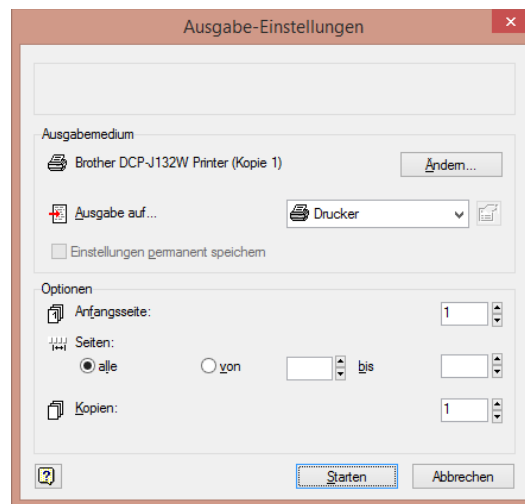 Ausgabe-Einstellungen
Ausgabemedium
Brother DCP-J132W Printer (Kopie 1)
Ändern...
Ausgabe auf...
Drucker
Einstellungen permanent speichern
Optionen
Anfangsseite:
1
Seiten:
alle
von
bis
Kopien:
1
Starten
Abbrechen